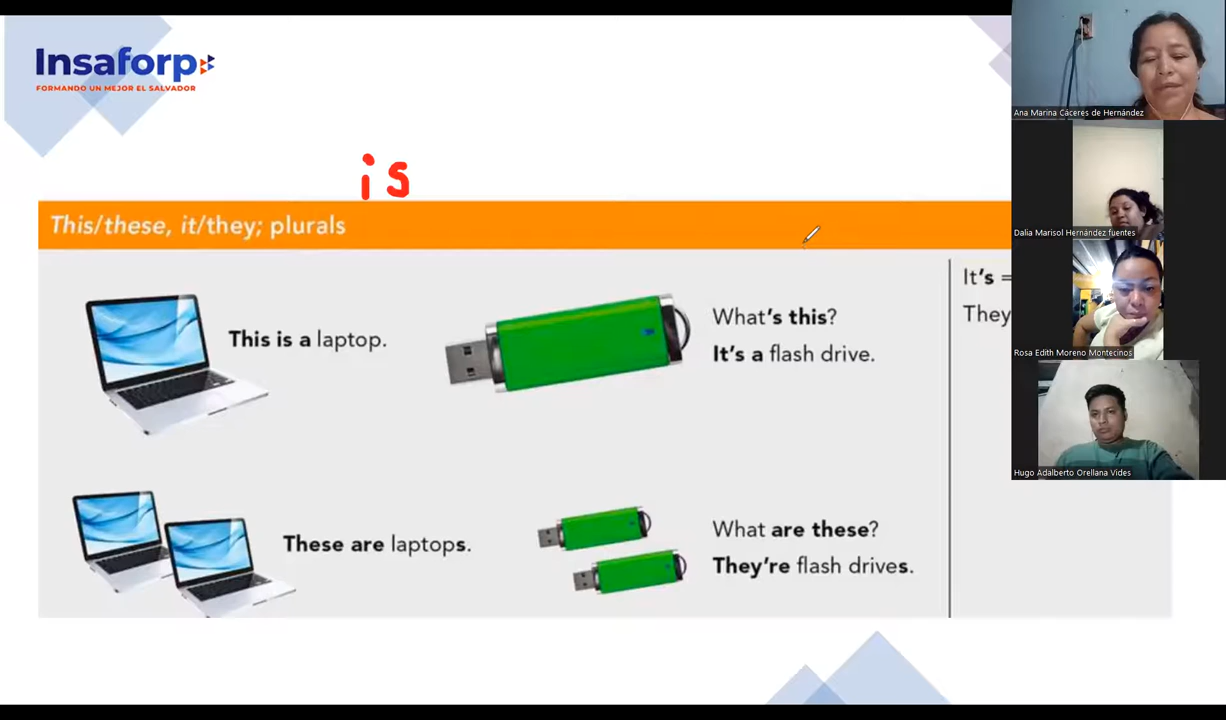 Insaforp
FORMANDO UN MEJOR EL SALVADOR
is
This/these, it/they; plurals
This is a laptop.
What's this?
It's a flash drive.
It's =
They
These are laptops.
What are these?
They're flash drives.
Ana Marina Cáceres de Hernández
Dalia Marisol Hernández fuentes
Rosa Edith Moreno Montecinos
Hugo Adalberto Orellana Vides